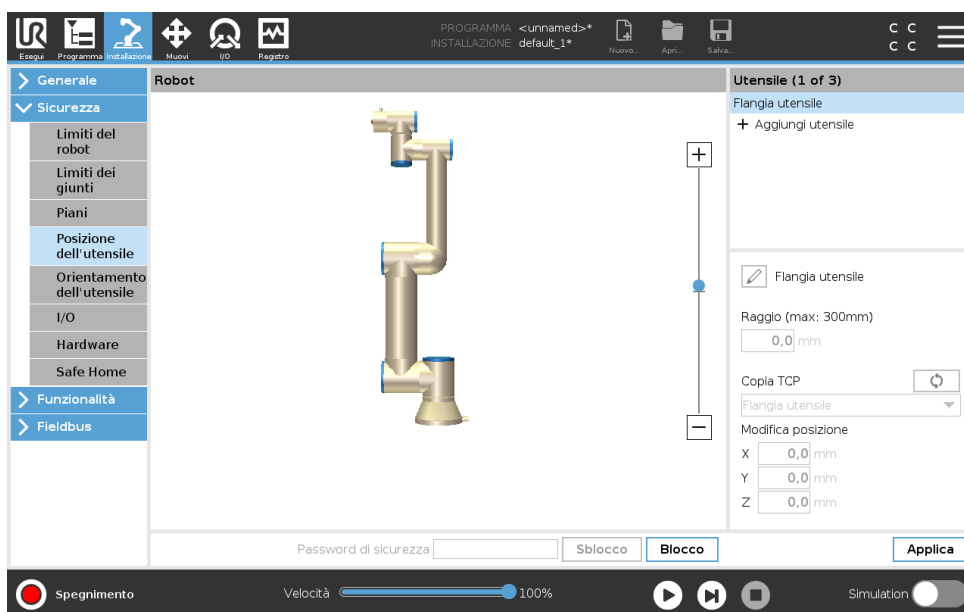 UR
PROGRAMMA <unnamed>*
INSTALLAZIONE default_1*
Esegui
Programma
Installazione
Muovi
I/O
Registro
Nuovo...
Apri...
Salva...
C C
C C
Generale
Sicurezza
Limiti del
robot
Limiti dei
giunti
Piani
Posizione
dell'utensile
Orientamento
dell'utensile
I/O
Hardware
Safe Home
Funzionalità
Fieldbus
Robot
Utensile (1 of 3)
Flangia utensile
+ Aggiungi utensile
Flangia utensile
Raggio (max: 300mm)
0,0 mm
Copia TCP
Flangia utensile
Modifica posizione
X 0,0 mm
Y 0,0 mm
Z 0,0 mm
Password di sicurezza
Sblocco
Blocco
Applica
Spegnimento
Velocità
100%
Simulation